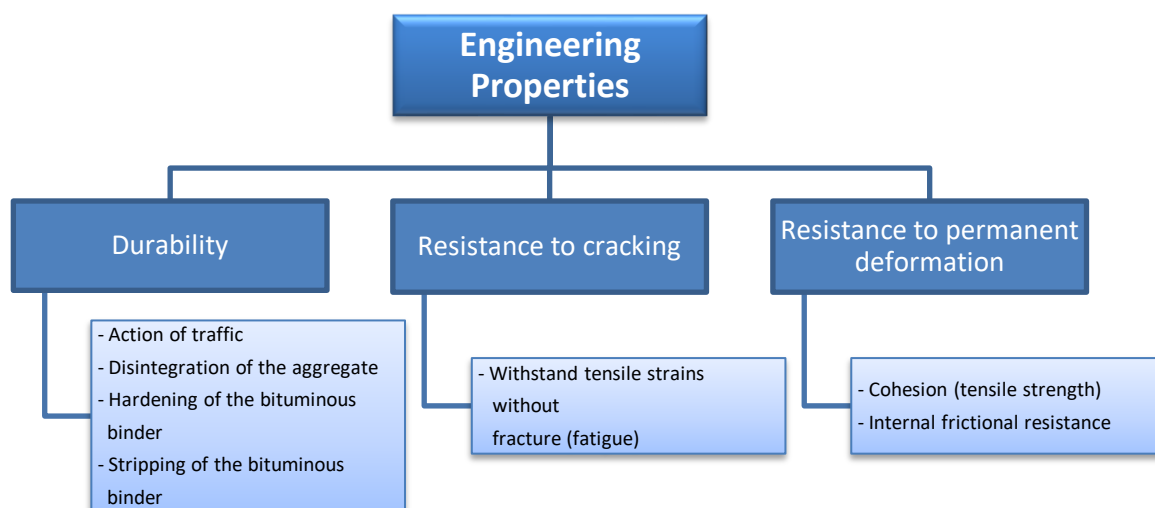 Engineering
Properties
Durability
- Action of traffic
- Disintegration of the aggregate
- Hardening of the bituminous
binder
- Stripping of the bituminous
binder
Resistance to cracking
- Withstand tensile strains
without
fracture (fatigue)
Resistance to permanent
deformation
- Cohesion (tensile strength)
- Internal frictional resistance